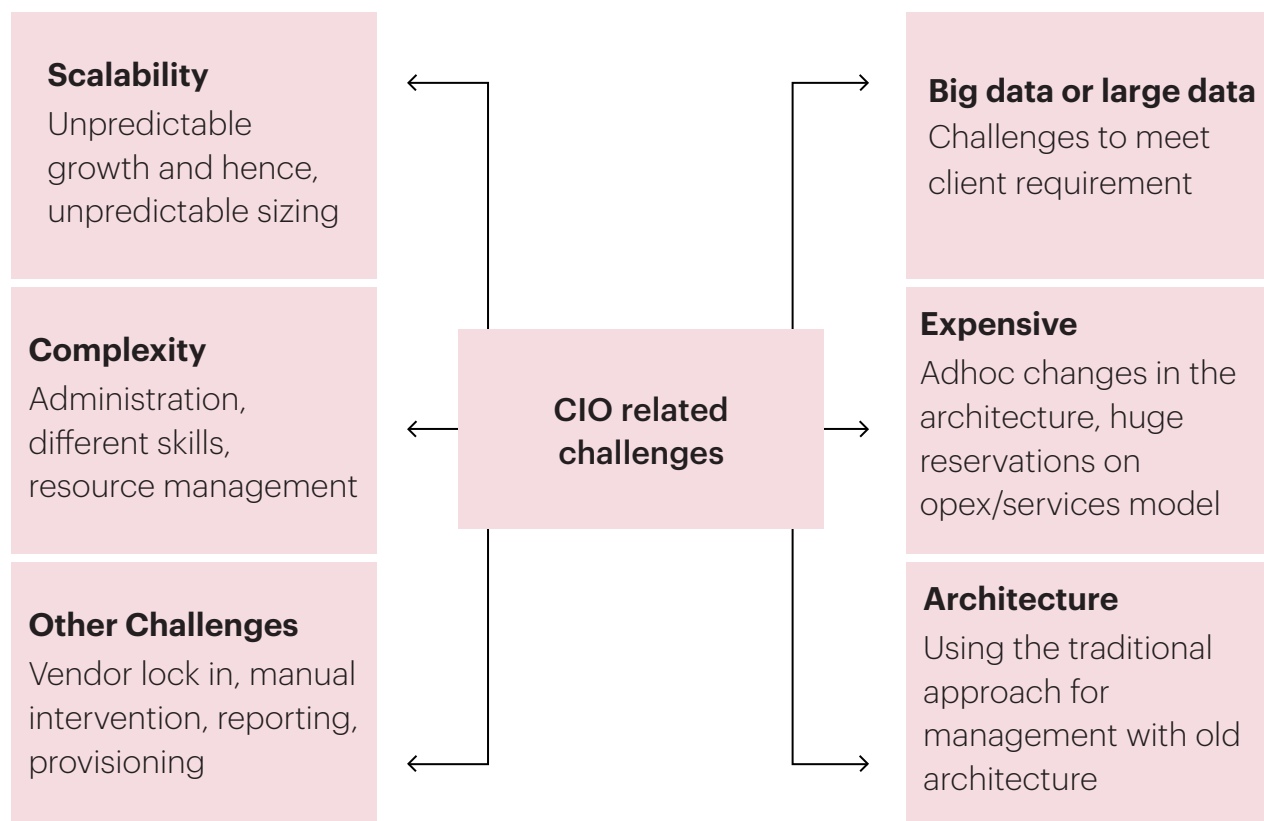 Scalability
Unpredictable
growth and hence,
unpredictable sizing
Complexity
Administration,
different skills,
resource management
Other Challenges
Vendor lock in, manual
intervention, reporting,
provisioning
CIO related
challenges
Big data or large data
Challenges to meet
client requirement
Expensive
Adhoc changes in the
architecture, huge
reservations on
opex/services model
Architecture
Using the traditional
approach for
management with old
architecture